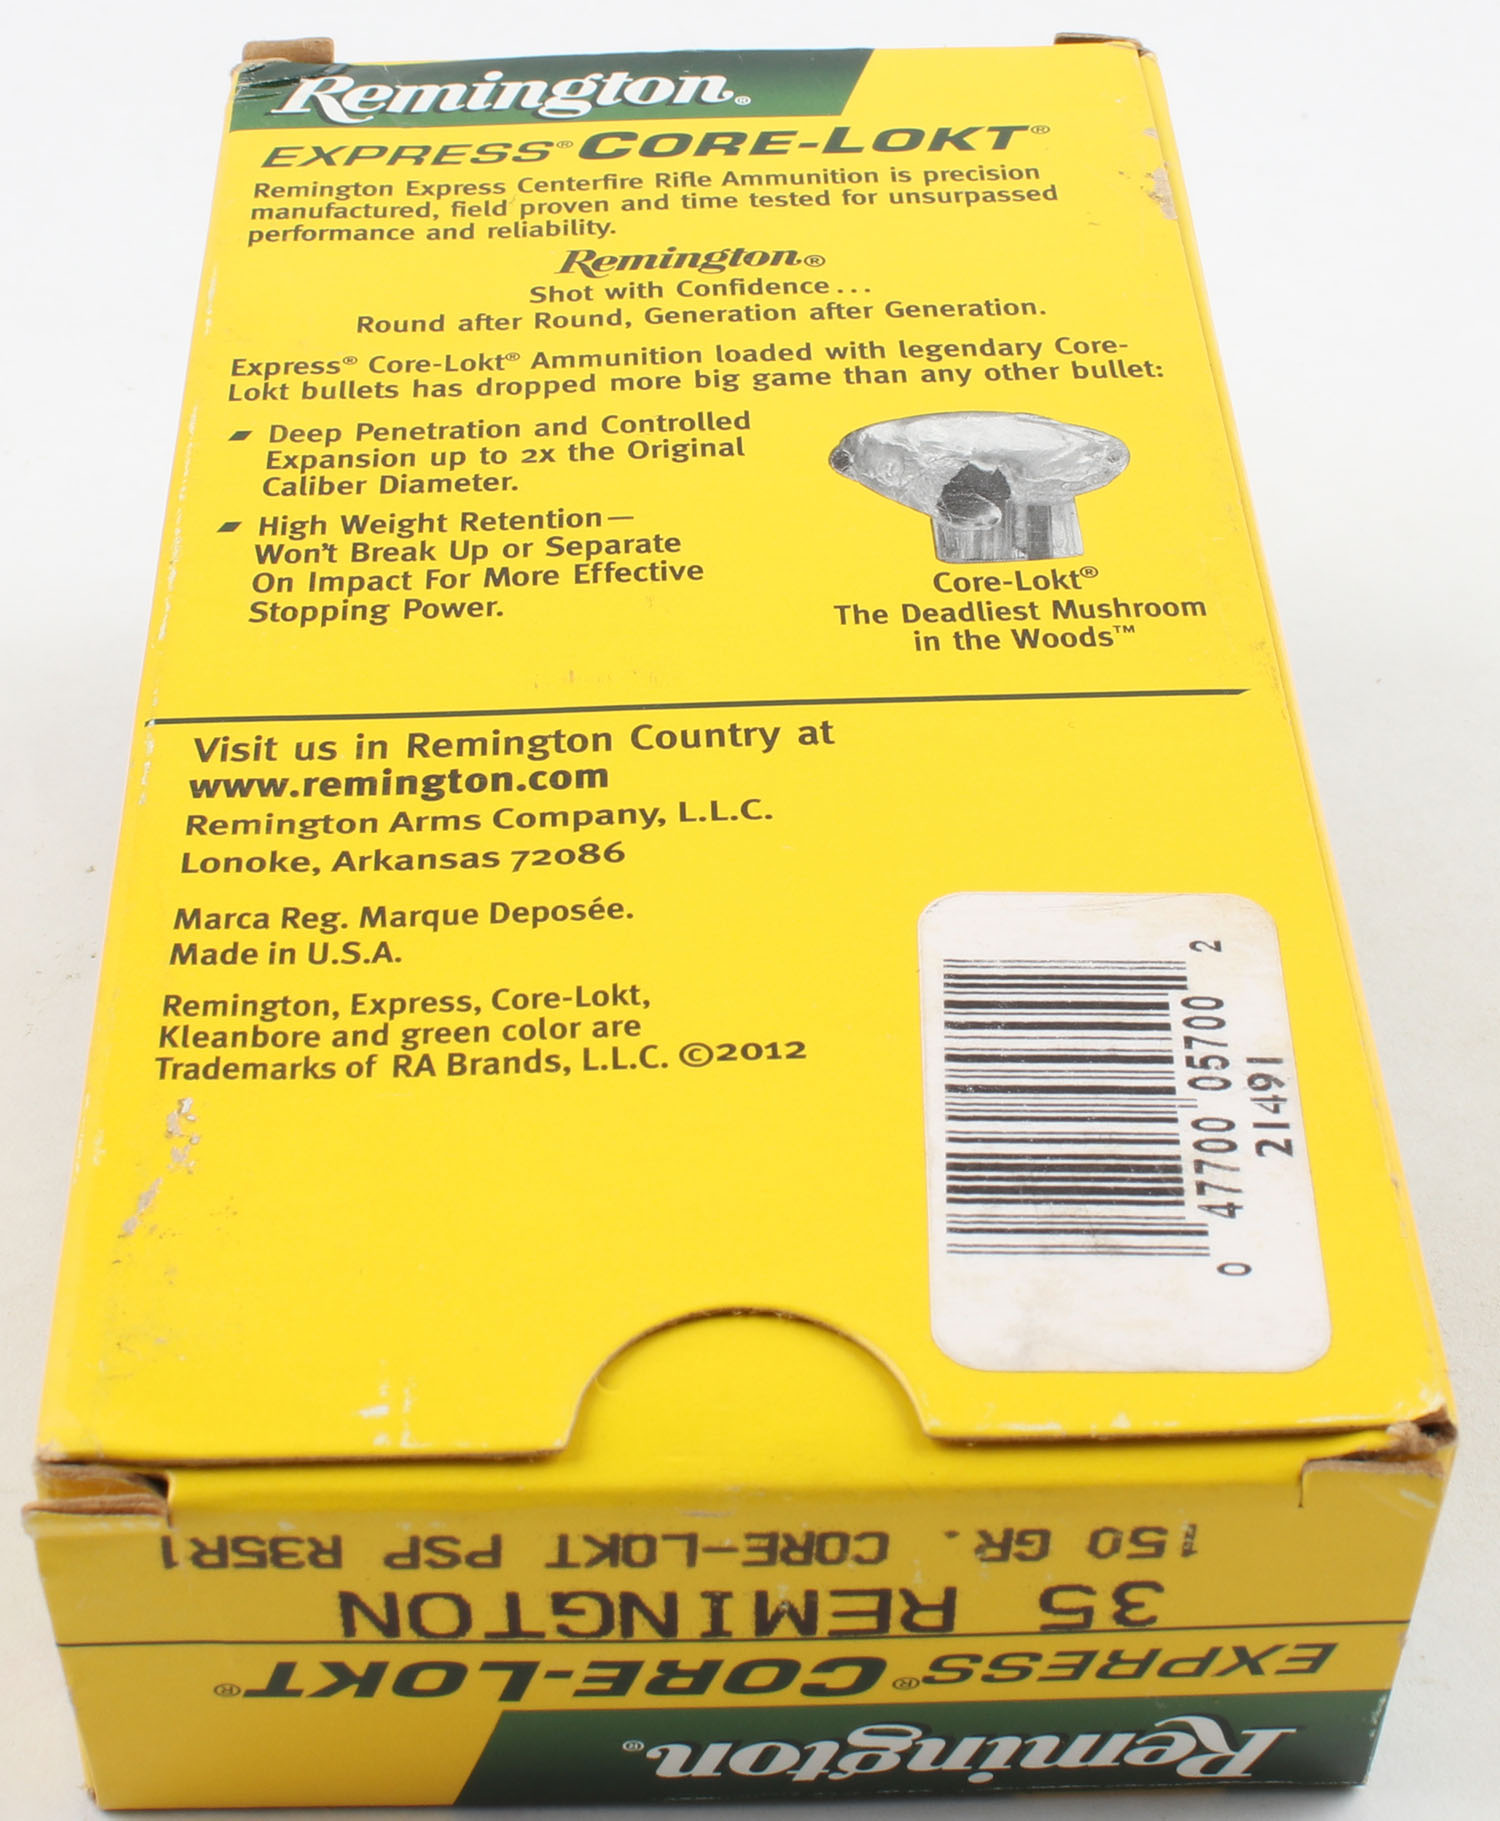 Remington®
EXPRESS® CORE-LOKT®
Remington Express Centerfire Rifle Ammunition is precision
manufactured, field proven and time tested for unsurpassed
performance and reliability.
Remington®
Shot with Confidence...
Round after Round, Generation after Generation.
Express® Core-Lokt® Ammunition loaded with legendary Core-
Lokt bullets has dropped more big game than any other bullet:
Deep Penetration and Controlled
Expansion up to 2x the Original
Caliber Diameter.
High Weight Retention—
Won't Break Up or Separate
On Impact For More Effective
Stopping Power.
Core-Lokt®
The Deadliest Mushroom
in the Woods™
Visit us in Remington Country at
www.remington.com
Remington Arms Company, L.L.C.
Lonoke, Arkansas 72086
Marca Reg. Marque Deposée.
Made in U.S.A.
Remington, Express, Core-Lokt,
Kleanbore and green color are
Trademarks of RA Brands, L.L.C. ©2012
0 47700 05700 2
21491
Remington®
EXPRESS® CORE-LOKT®
35 REMINGTON
150 GR. CORE-LOKT PSP R35R1